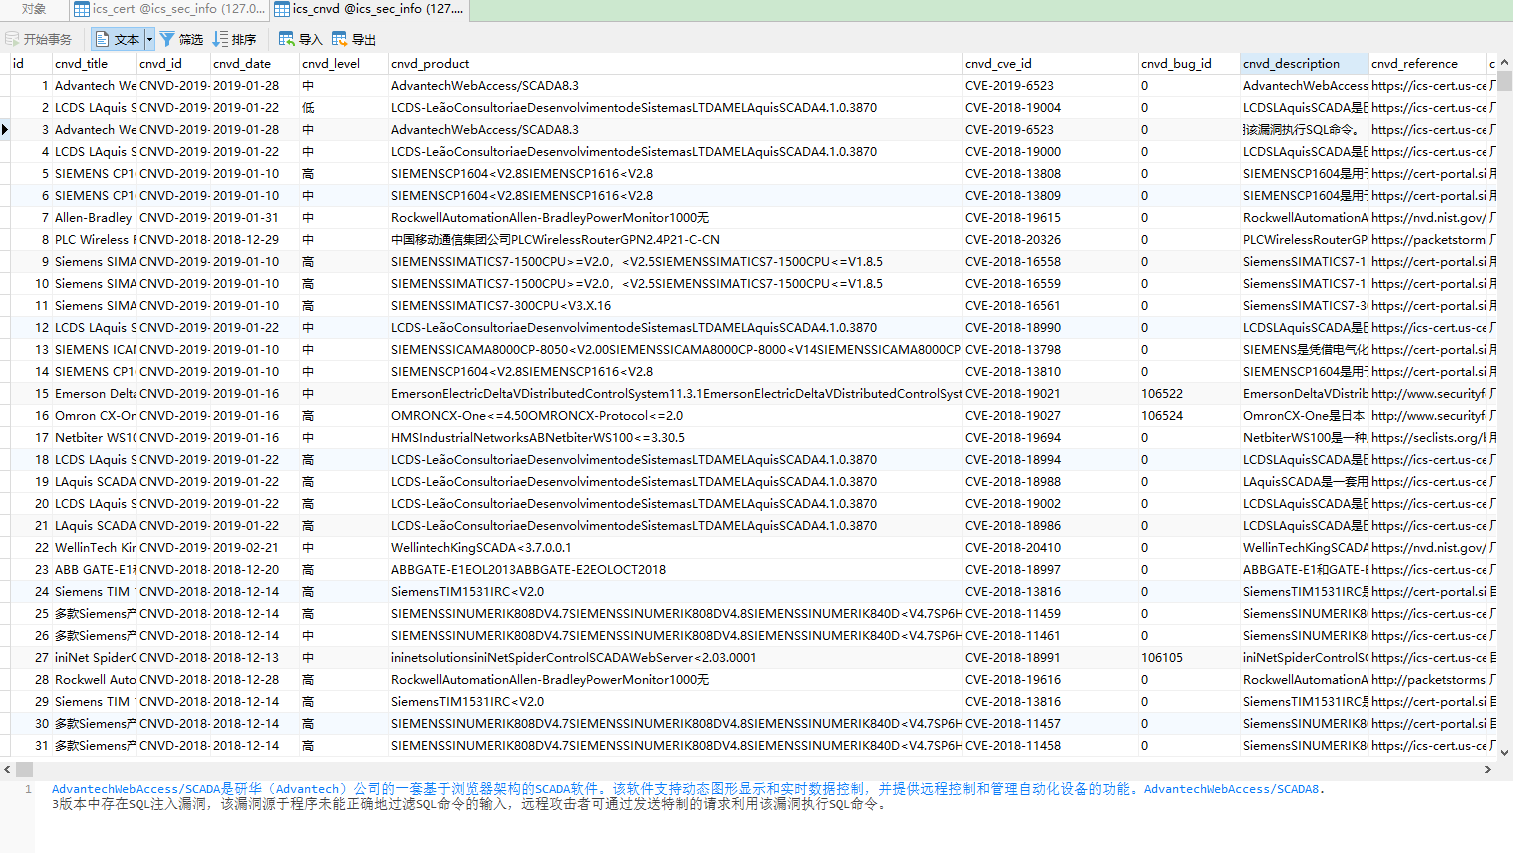 对象 ics_cert @ics_sec_info (127.0... ics_cnvd @ics_sec_info (127....
开始事务 文本 筛选 排序 导入 导出
id cnvd_title cnvd_id cnvd_date cnvd_level cnvd_product cnvd_cve_id cnvd_bug_id cnvd_description cnvd_reference c
1 Advantech We CNVD-2019- 2019-01-28 中 AdvantechWebAccess/SCADA8.3 CVE-2019-6523 0 AdvantechWebAccess https://ics-cert.us-ce 厂
2 LCDS LAquis S CNVD-2019- 2019-01-22 低 LCDS-LeãoConsultoriaeDesenvolvimentodeSistemasLTDAMELAquisSCADA4.1.0.3870 CVE-2018-19004 0 LCDSLAquisSCADA是 https://ics-cert.us-ce 厂
3 Advantech We CNVD-2019- 2019-01-28 中 AdvantechWebAccess/SCADA8.3 CVE-2019-6523 0 该漏洞执行SQL命令。 https://ics-cert.us-ce 厂
4 LCDS LAquis S CNVD-2019- 2019-01-22 中 LCDS-LeãoConsultoriaeDesenvolvimentodeSistemasLTDAMELAquisSCADA4.1.0.3870 CVE-2018-19000 0 LCDSLAquisSCADA是 https://ics-cert.us-ce 厂
5 SIEMENS CP1 CNVD-2019- 2019-01-10 高 SIEMENSCP1604<V2.8SIEMENSCP1616<V2.8 CVE-2018-13808 0 SIEMENSCP1604是用于 https://cert-portal.si 用
6 SIEMENS CP1 CNVD-2019- 2019-01-10 中 SIEMENSCP1604<V2.8SIEMENSCP1616<V2.8 CVE-2018-13809 0 SIEMENSCP1604是用于 https://cert-portal.si 用
7 Allen-Bradley CNVD-2019- 2019-01-31 中 RockwellAutomationAllen-BradleyPowerMonitor1000无 CVE-2018-19615 0 RockwellAutomationA https://nvd.nist.gov/ 厂
8 PLC Wireless F CNVD-2018- 2018-12-29 中 中国移动通信集团公司PLCWirelessRouterGPN2.4P21-C-CN CVE-2018-20326 0 PLCWirelessRouterGP https://packetstorm 厂
9 Siemens SIMA CNVD-2019- 2019-01-10 高 SIEMENSSIMATICS7-1500CPU>=V2.0，<V2.5SIEMENSSIMATICS7-1500CPU<=V1.8.5 CVE-2018-16558 0 SiemensSIMATICS7-1 https://cert-portal.si 用
10 Siemens SIMA CNVD-2019- 2019-01-10 高 SIEMENSSIMATICS7-1500CPU>=V2.0，<V2.5SIEMENSSIMATICS7-1500CPU<=V1.8.5 CVE-2018-16559 0 SiemensSIMATICS7-1 https://cert-portal.si 用
11 Siemens SIMA CNVD-2019- 2019-01-10 高 SIEMENSSIMATICS7-300CPU<V3.X.16 CVE-2018-16561 0 SiemensSIMATICS7-3 https://cert-portal.si 用
12 LCDS LAquis S CNVD-2019- 2019-01-22 中 LCDS-LeãoConsultoriaeDesenvolvimentodeSistemasLTDAMELAquisSCADA4.1.0.3870 CVE-2018-18990 0 LCDSLAquisSCADA是 https://ics-cert.us-ce 厂
13 SIEMENS ICAM CNVD-2019- 2019-01-10 中 SIEMENSSICAMA8000CP-8050<V2.00SIEMENSSICAMA8000CP-8000<V14SIEMENSSICAMA8000CP CVE-2018-13798 0 SIEMENS是凭借电气化 https://cert-portal.si 用
14 SIEMENS CP1 CNVD-2019- 2019-01-10 中 SIEMENSCP1604<V2.8SIEMENSCP1616<V2.8 CVE-2018-13810 0 SIEMENSCP1604是用于 https://cert-portal.si 用
15 Emerson Delta CNVD-2019- 2019-01-16 中 EmersonElectricDeltaVDistributedControlSystem11.3.1EmersonElectricDeltaVDistributedControlSyst CVE-2018-19021 106522 EmersonDeltaVDistrib http://www.securityf 厂
16 Omron CX-On CNVD-2019- 2019-01-16 高 OMRONCX-One<=4.50OMRONCX-Protocol<=2.0 CVE-2018-19027 106524 OmronCX-One是日本 http://www.securityf 厂
17 Netbiter WS10 CNVD-2019- 2019-01-16 中 HMSIndustrialNetworksABNetbiterWS100<=3.30.5 CVE-2018-19694 0 NetbiterWS100是一种 https://seclists.org/b 用
18 LCDS LAquis S CNVD-2019- 2019-01-22 高 LCDS-LeãoConsultoriaeDesenvolvimentodeSistemasLTDAMELAquisSCADA4.1.0.3870 CVE-2018-18994 0 LCDSLAquisSCADA是 https://ics-cert.us-ce 厂
19 LAquis SCADA CNVD-2019- 2019-01-22 高 LCDS-LeãoConsultoriaeDesenvolvimentodeSistemasLTDAMELAquisSCADA4.1.0.3870 CVE-2018-18988 0 LAquisSCADA是一套用 https://ics-cert.us-ce 厂
20 LCDS LAquis S CNVD-2019- 2019-01-22 高 LCDS-LeãoConsultoriaeDesenvolvimentodeSistemasLTDAMELAquisSCADA4.1.0.3870 CVE-2018-19002 0 LCDSLAquisSCADA是 https://ics-cert.us-ce 厂
21 LAquis SCADA CNVD-2019- 2019-01-22 高 LCDS-LeãoConsultoriaeDesenvolvimentodeSistemasLTDAMELAquisSCADA4.1.0.3870 CVE-2018-18986 0 LCDSLAquisSCADA是 https://ics-cert.us-ce 厂
22 WellinTech Kin CNVD-2019- 2019-02-21 中 WellintechKingSCADA<3.7.0.0.1 CVE-2018-20410 0 WellinTechKingSCADA https://nvd.nist.gov/ 厂
23 ABB GATE-E1和 CNVD-2018- 2018-12-20 高 ABBGATE-E1EOL2013ABBGATE-E2EOLOCT2018 CVE-2018-18997 0 ABBGATE-E1和GATE-E https://ics-cert.us-ce 厂
24 Siemens TIM 1 CNVD-2018- 2018-12-14 高 SiemensTIM1531IRC<V2.0 CVE-2018-13816 0 SiemensTIM1531IRC是 https://cert-portal.si 目
25 多款Siemens产 CNVD-2018- 2018-12-14 高 SIEMENSSINUMERIK808DV4.7SIEMENSSINUMERIK808DV4.8SIEMENSSINUMERIK840D<V4.7SP6H CVE-2018-11459 0 SiemensSINUMERIK8 https://ics-cert.us-ce 厂
26 多款Siemens产 CNVD-2018- 2018-12-14 中 SIEMENSSINUMERIK808DV4.7SIEMENSSINUMERIK808DV4.8SIEMENSSINUMERIK840D<V4.7SP6H CVE-2018-11461 0 SiemensSINUMERIK8 https://ics-cert.us-ce 厂
27 iniNet SpiderC CNVD-2018- 2018-12-13 中 ininetsolutionsiniNetSpiderControlSCADAWebServer<2.03.0001 CVE-2018-18991 106105 iniNetSpiderControlSC https://ics-cert.us-ce 目
28 Rockwell Auto CNVD-2018- 2018-12-28 高 RockwellAutomationAllen-BradleyPowerMonitor1000无 CVE-2018-19616 0 RockwellAutomationA http://packetstorms 厂
29 Siemens TIM 1 CNVD-2018- 2018-12-14 高 SiemensTIM1531IRC<V2.0 CVE-2018-13816 0 SiemensTIM1531IRC是 https://cert-portal.si 目
30 多款Siemens产 CNVD-2018- 2018-12-14 高 SIEMENSSINUMERIK808DV4.7SIEMENSSINUMERIK808DV4.8SIEMENSSINUMERIK840D<V4.7SP6H CVE-2018-11457 0 SiemensSINUMERIK8 https://cert-portal.si 目
31 多款Siemens产 CNVD-2018- 2018-12-14 高 SIEMENSSINUMERIK808DV4.7SIEMENSSINUMERIK808DV4.8SIEMENSSINUMERIK840D<V4.7SP6H CVE-2018-11458 0 SiemensSINUMERIK8 https://ics-cert.us-ce 厂
1 AdvantechWebAccess/SCADA是研华（Advantech）公司的一套基于浏览器架构的SCADA软件。该软件支持动态图形显示和实时数据控制，并提供远程控制和管理自动化设备的功能。AdvantechWebAccess/SCADA8.
3版本中存在SQL注入漏洞，该漏洞源于程序未能正确地过滤SQL命令的输入，远程攻击者可通过发送特制的请求利用该漏洞执行SQL命令。